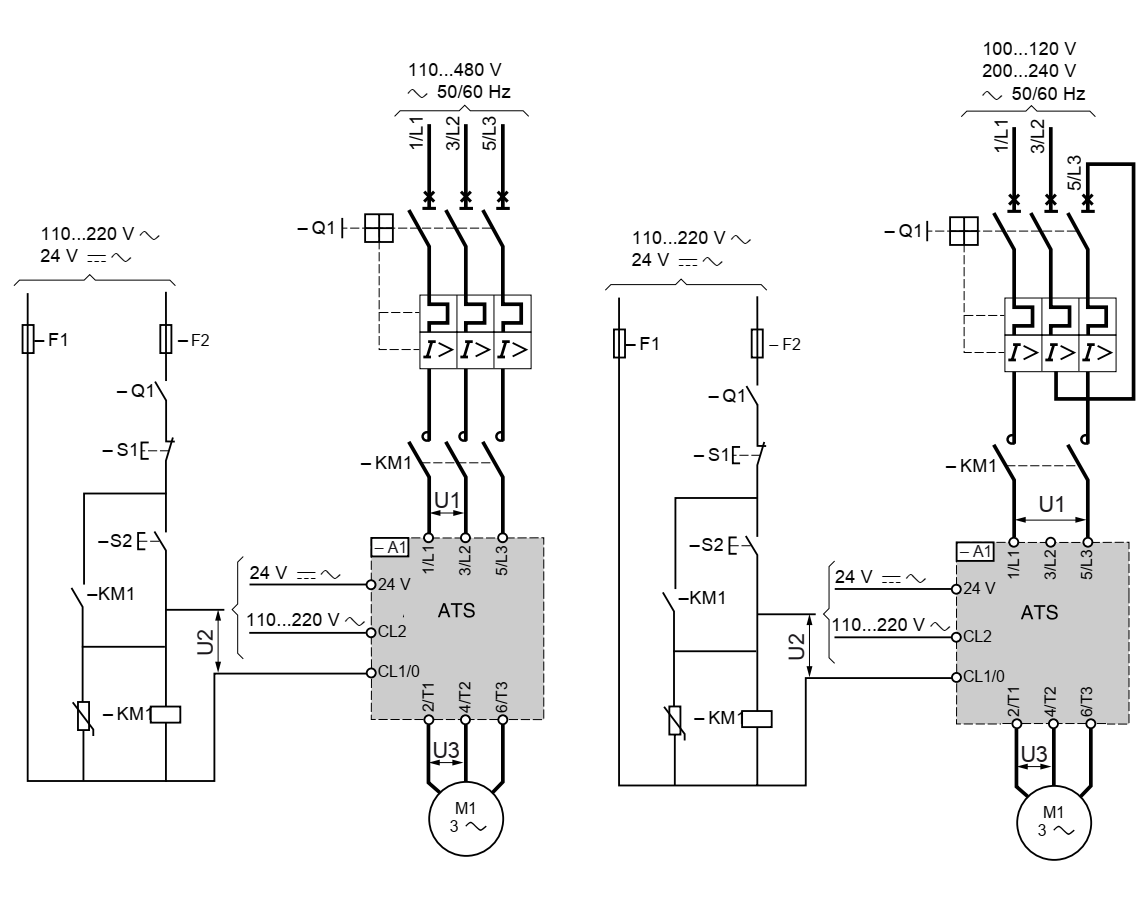 110...480 V
∼ 50/60 Hz
1/L1
3/L2
5/L3
– Q1
110...220 V ∼
24 V ⎓ ∼
– F1
– F2
– Q1
I >
I >
I >
– S1
– KM1
U1
– S2
– A1
1/L1
3/L2
5/L3
24 V ⎓ ∼
24 V
– KM1
ATS
110...220 V ∼
CL2
U2
CL1/0
2/T1
4/T2
6/T3
– KM1
U3
M1
3 ∼
100...120 V
200...240 V
∼ 50/60 Hz
1/L1
3/L2
5/L3
– Q1
110...220 V ∼
24 V ⎓ ∼
– F1
– F2
I >
I >
I >
– Q1
– S1
– KM1
U1
– S2
– A1
1/L1
3/L2
5/L3
24 V ⎓ ∼
24 V
– KM1
ATS
110...220 V ∼
CL2
U2
CL1/0
2/T1
4/T2
6/T3
– KM1
U3
M1
3 ∼